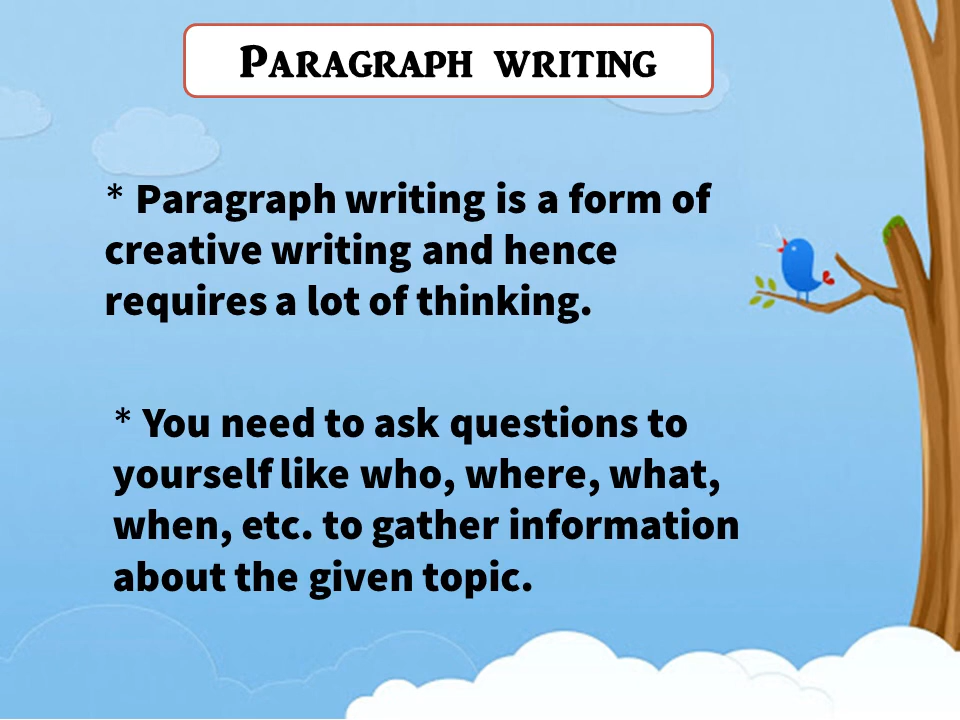 Paragraph writing
* Paragraph writing is a form of
creative writing and hence
requires a lot of thinking.
* You need to ask questions to
yourself like who, where, what,
when, etc. to gather information
about the given topic.